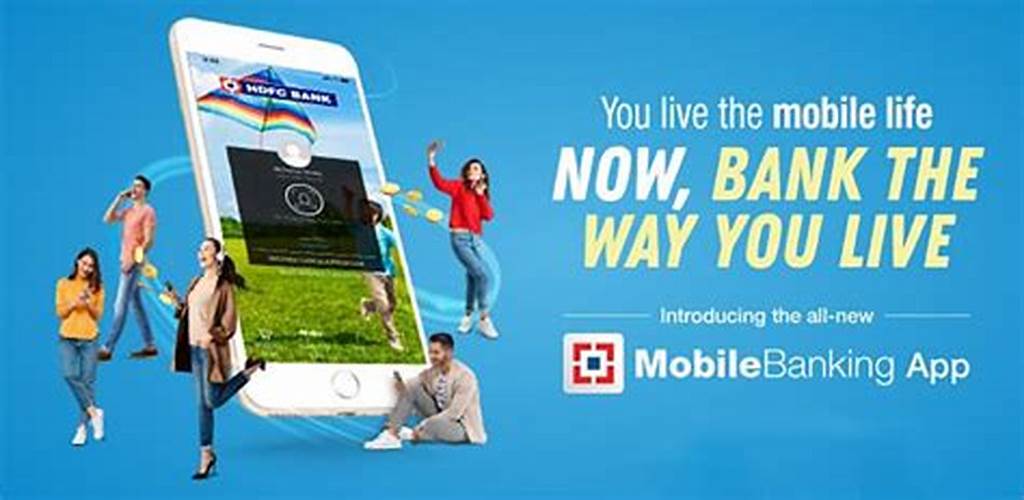 HDFC BANK
You live the mobile life
NOW, BANK THE
WAY YOU LIVE
Introducing the all-new
MobileBanking App